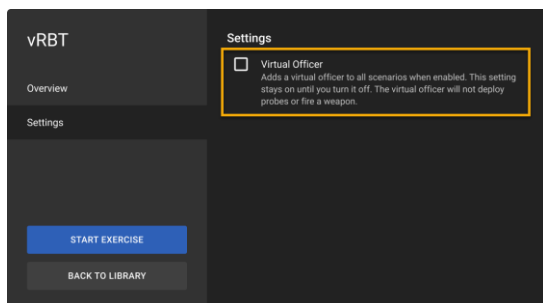 vRBT
Overview
Settings
START EXERCISE
BACK TO LIBRARY
Settings
Virtual Officer
Adds a virtual officer to all scenarios when enabled. This setting
stays on until you turn it off. The virtual officer will not deploy
probes or fire a weapon.